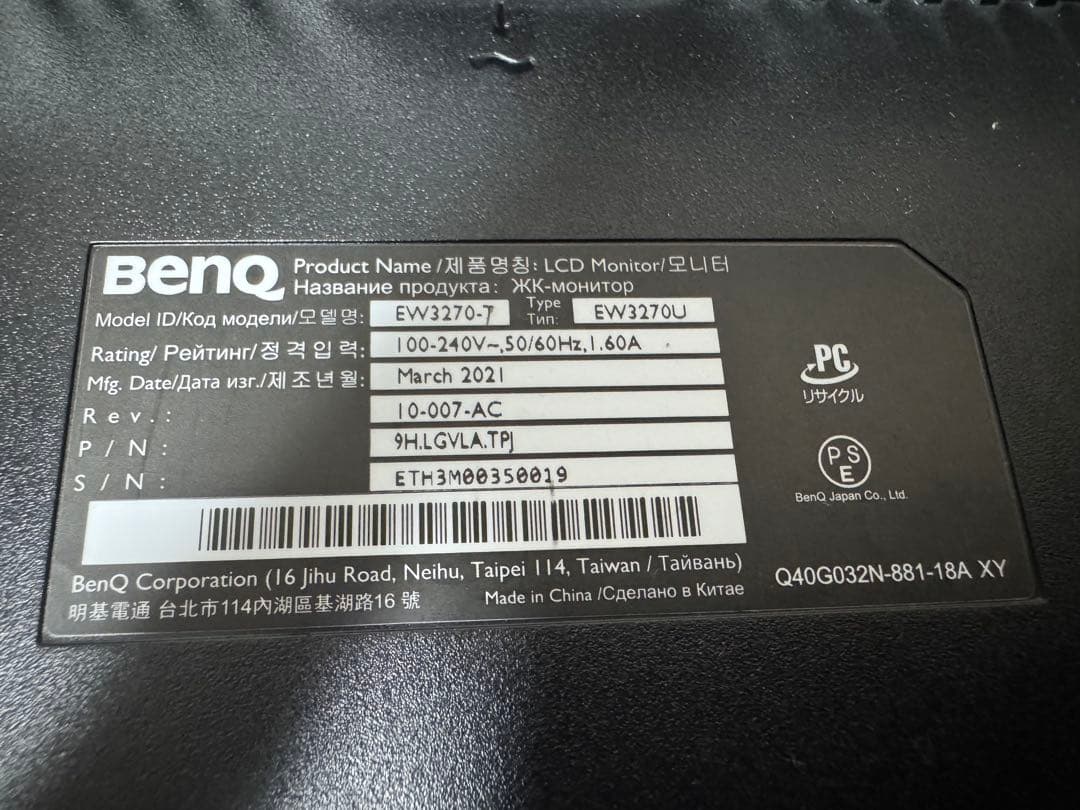 BenQ
Product Name /제품명칭: LCD Monitor/모니터
Название продукта: ЖК-монитор
Model ID/Код модели/모델명: EW3270-7 Type Тип: EW3270U
Rating/ Рейтинг/정 격 입 력: 100-240V~,50/60Hz,1.60A
Mfg. Date/Дата изг./제 조 년 월: March 2021
Rev.: 10-007-AC
P/N: 9H.LGVLA.TPJ
S/N: ETH3M00350019
PC
リサイクル
PSE
BenQ Japan Co., Ltd.
BenQ Corporation (16 Jihu Road, Neihu, Taipei 114, Taiwan / Тайвань)
明基電通 台北市114內湖區基湖路16 號
Made in China /Сделано в Китае
Q40G032N-881-18A XY